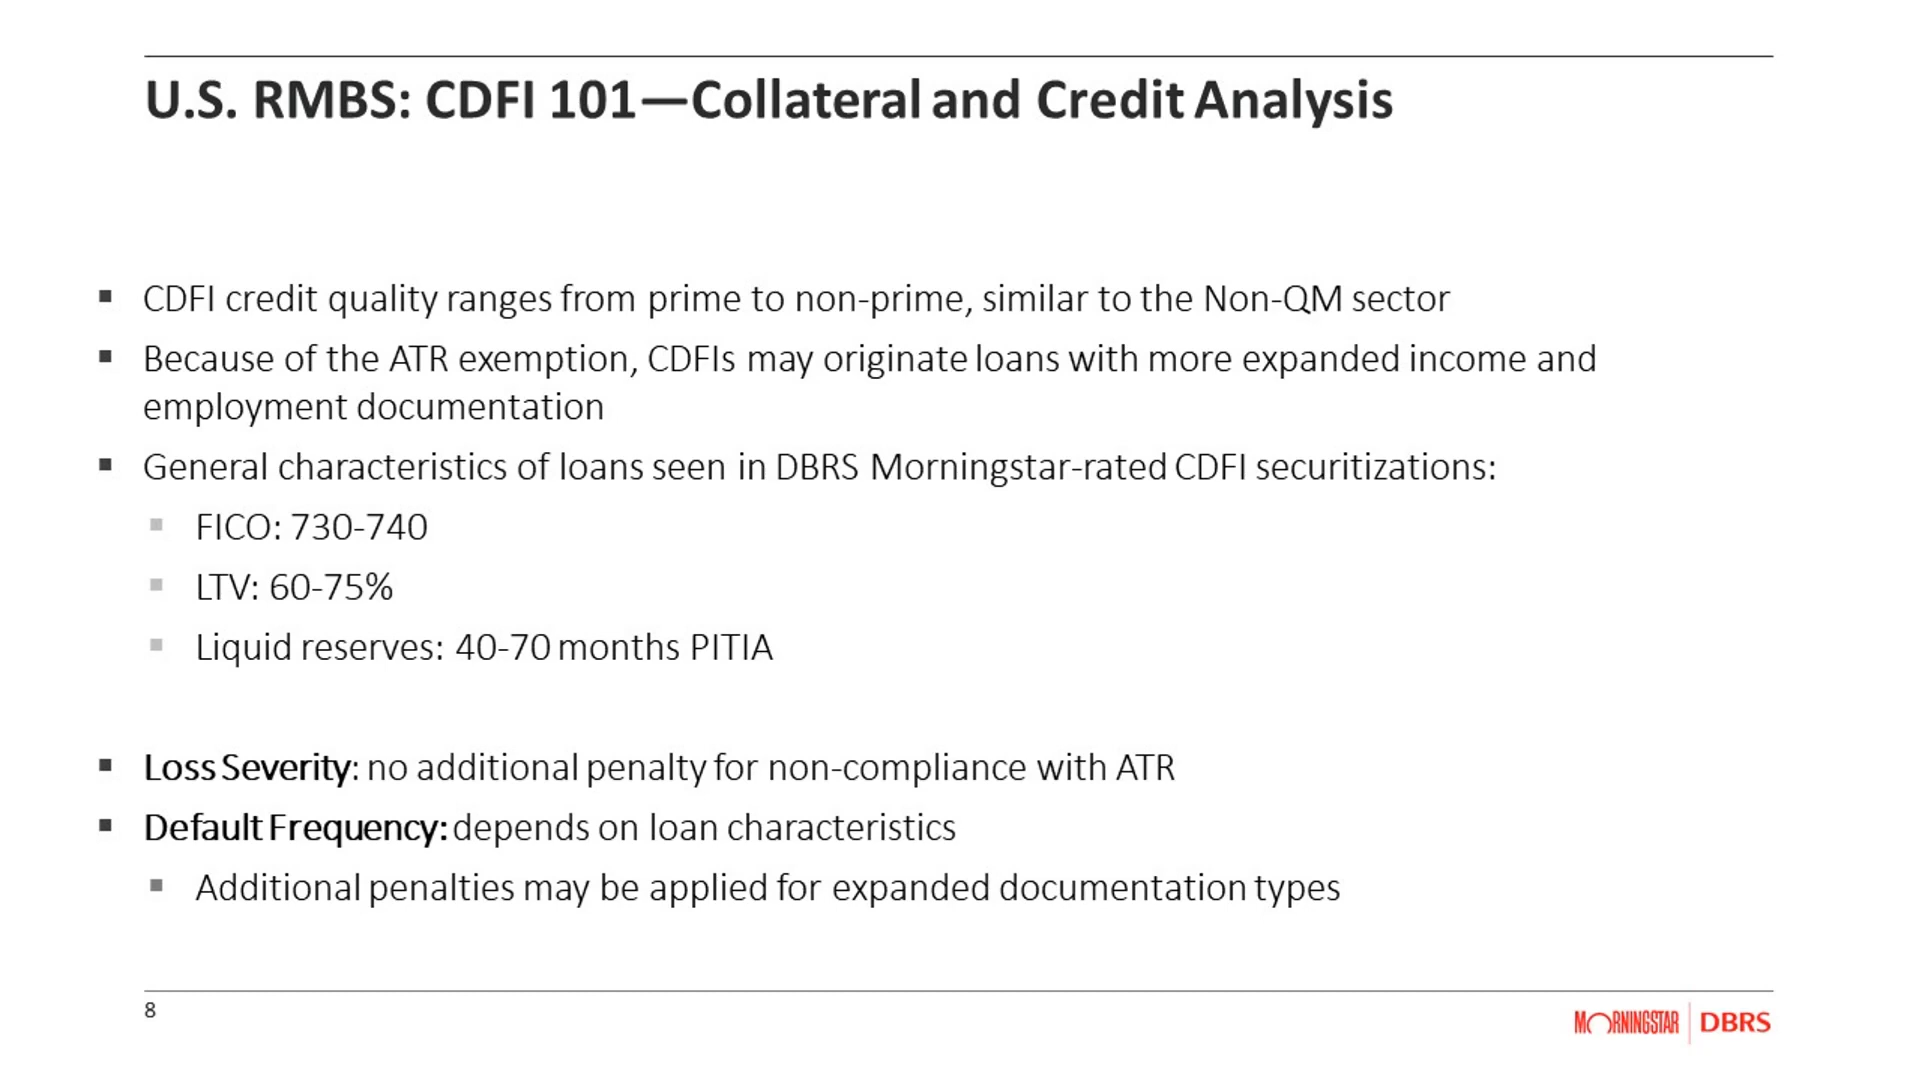 U.S. RMBS: CDFI 101—Collateral and Credit Analysis
▪ CDFI credit quality ranges from prime to non-prime, similar to the Non-QM sector
▪ Because of the ATR exemption, CDFIs may originate loans with more expanded income and
employment documentation
▪ General characteristics of loans seen in DBRS Morningstar-rated CDFI securitizations:
▪ FICO: 730-740
▪ LTV: 60-75%
▪ Liquid reserves: 40-70 months PITIA
▪ Loss Severity: no additional penalty for non-compliance with ATR
▪ Default Frequency: depends on loan characteristics
▪ Additional penalties may be applied for expanded documentation types
8
MORNINGSTAR | DBRS